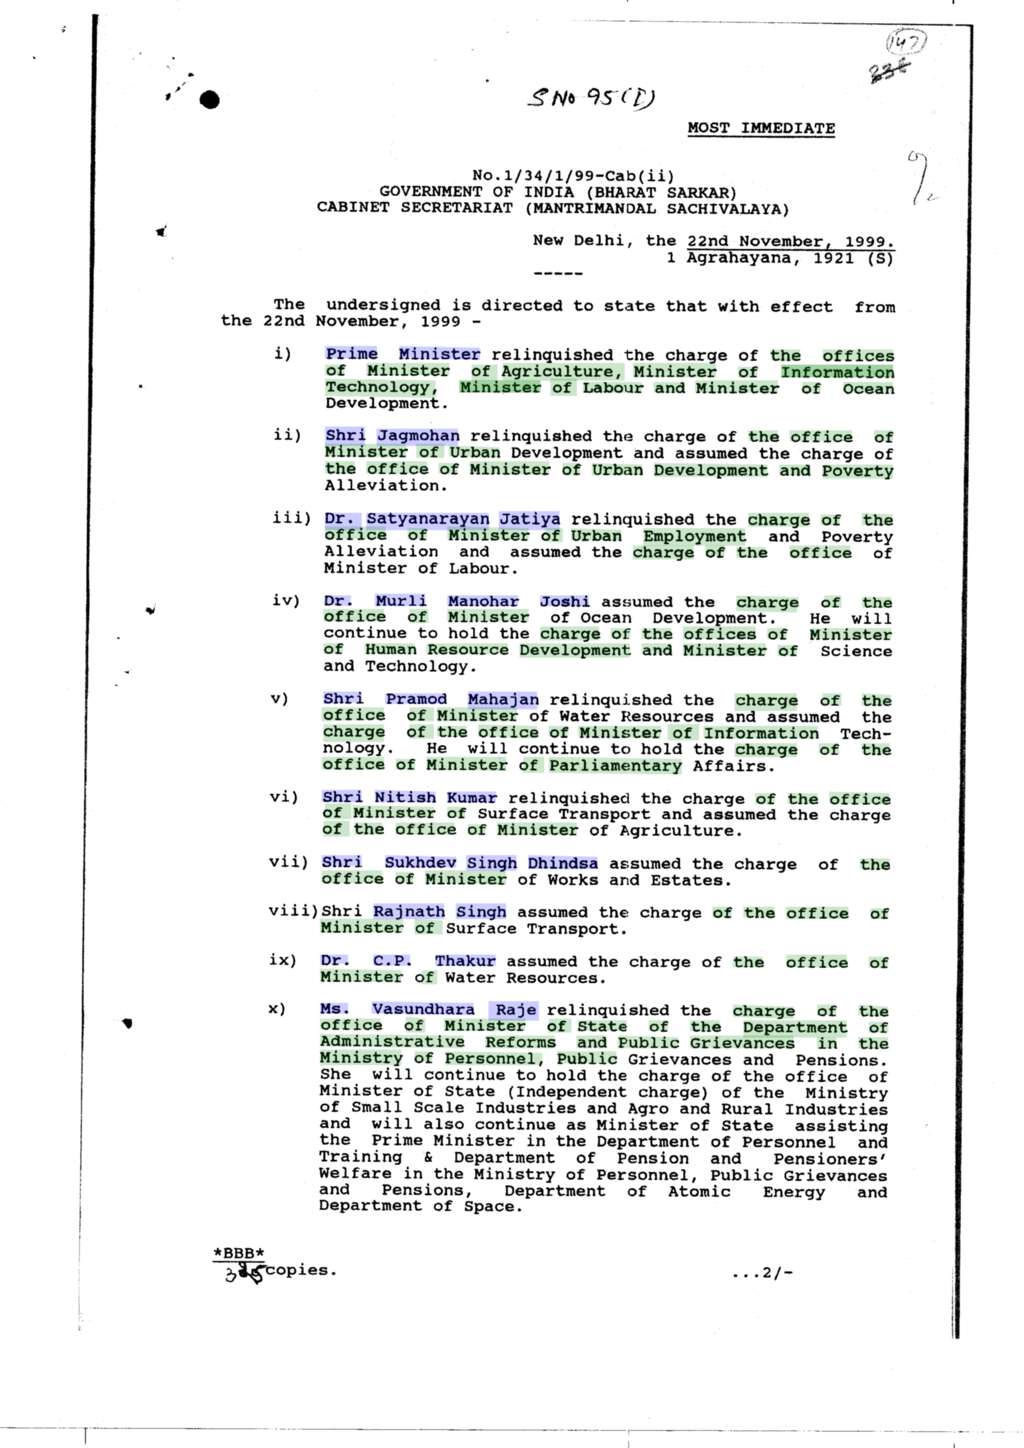 147
S No 95 (I)
MOST IMMEDIATE
No.1/34/1/99-Cab(ii)
GOVERNMENT OF INDIA (BHARAT SARKAR)
CABINET SECRETARIAT (MANTRIMANDAL SACHIVALAYA)
New Delhi, the 22nd November, 1999.
1 Agrahayana, 1921 (S)
-----
The undersigned is directed to state that with effect from
the 22nd November, 1999 -
i) Prime Minister relinquished the charge of the offices
of Minister of Agriculture, Minister of Information
Technology, Minister of Labour and Minister of Ocean
Development.
ii) Shri Jagmohan relinquished the charge of the office of
Minister of Urban Development and assumed the charge of
the office of Minister of Urban Development and Poverty
Alleviation.
iii) Dr. Satyanarayan Jatiya relinquished the charge of the
office of Minister of Urban Employment and Poverty
Alleviation and assumed the charge of the office of
Minister of Labour.
iv) Dr. Murli Manohar Joshi assumed the charge of the
office of Minister of Ocean Development. He will
continue to hold the charge of the offices of Minister
of Human Resource Development and Minister of Science
and Technology.
v) Shri Pramod Mahajan relinquished the charge of the
office of Minister of Water Resources and assumed the
charge of the office of Minister of Information Tech-
nology. He will continue to hold the charge of the
office of Minister of Parliamentary Affairs.
vi) Shri Nitish Kumar relinquished the charge of the office
of Minister of Surface Transport and assumed the charge
of the office of Minister of Agriculture.
vii) Shri Sukhdev Singh Dhindsa assumed the charge of the
office of Minister of Works and Estates.
viii) Shri Rajnath Singh assumed the charge of the office of
Minister of Surface Transport.
ix) Dr. C.P. Thakur assumed the charge of the office of
Minister of Water Resources.
x) Ms. Vasundhara Raje relinquished the charge of the
office of Minister of State of the Department of
Administrative Reforms and Public Grievances in the
Ministry of Personnel, Public Grievances and Pensions.
She will continue to hold the charge of the office of
Minister of State (Independent charge) of the Ministry
of Small Scale Industries and Agro and Rural Industries
and will also continue as Minister of State assisting
the Prime Minister in the Department of Personnel and
Training & Department of Pension and Pensioners'
Welfare in the Ministry of Personnel, Public Grievances
and Pensions, Department of Atomic Energy and
Department of Space.
*BBB*
copies.
...2/-